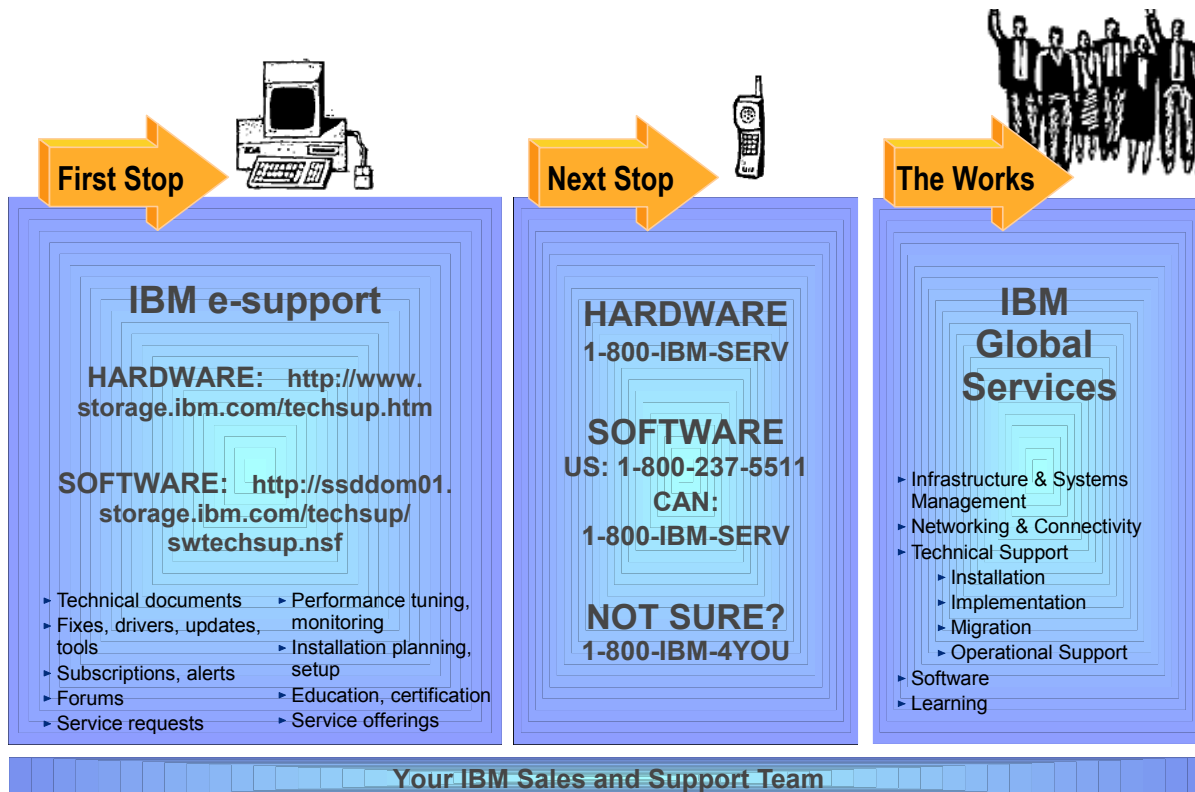 First Stop
IBM e-support
HARDWARE: http://www.
storage.ibm.com/techsup.htm
SOFTWARE: http://ssddom01.
storage.ibm.com/techsup/
swtechsup.nsf
► Technical documents
► Fixes, drivers, updates,
tools
► Subscriptions, alerts
► Forums
► Service requests
► Performance tuning,
monitoring
► Installation planning,
setup
► Education, certification
► Service offerings
Next Stop
HARDWARE
1-800-IBM-SERV
SOFTWARE
US: 1-800-237-5511
CAN:
1-800-IBM-SERV
NOT SURE?
1-800-IBM-4YOU
The Works
IBM
Global
Services
► Infrastructure & Systems
Management
► Networking & Connectivity
► Technical Support
► Installation
► Implementation
► Migration
► Operational Support
► Software
► Learning
Your IBM Sales and Support Team